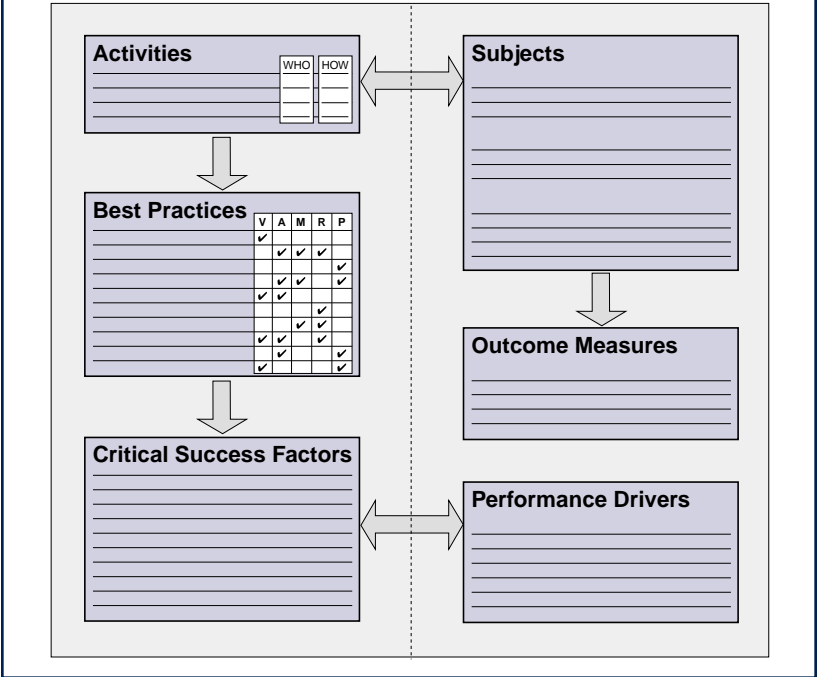 Activities
WHO HOW
Best Practices
V A M R P
✔
✔ ✔ ✔
✔
✔ ✔ ✔
✔ ✔
✔
✔ ✔
✔ ✔ ✔
✔ ✔
✔ ✔
Critical Success Factors
Subjects
Outcome Measures
Performance Drivers